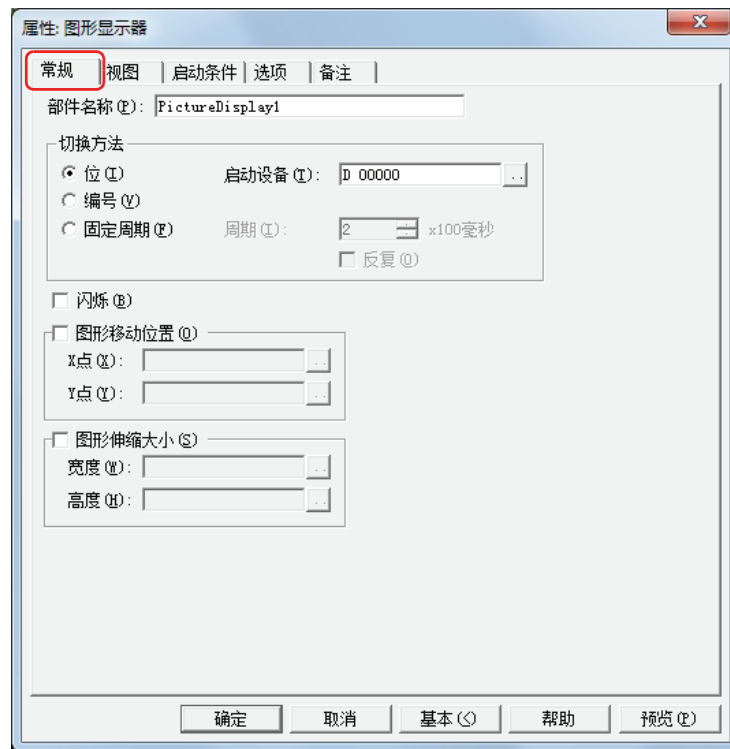 属性: 图形显示器
常规 视图 启动条件 选项 备注
部件名称(P): PictureDisplay1
切换方法
位(I) 启动设备(T): D 00000 ..
编号(V)
固定周期(F) 周期(I): 2 x100毫秒
反复(O)
闪烁(B)
图形移动位置(O)
X点(X): ..
Y点(Y): ..
图形伸缩大小(S)
宽度(W): ..
高度(H): ..
确定 取消 基本(<) 帮助 预览(P)